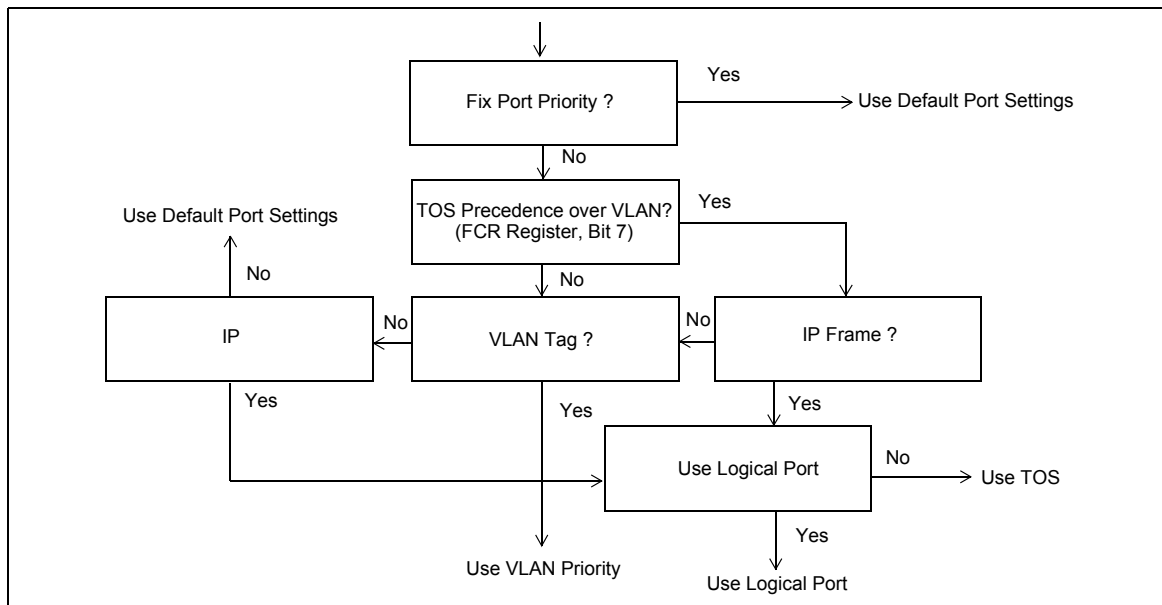 Yes
Fix Port Priority ?
Use Default Port Settings
No
TOS Precedence over VLAN?
(FCR Register, Bit 7)
Yes
Use Default Port Settings
No
No
IP
No
VLAN Tag ?
No
IP Frame ?
Yes
Yes
Yes
Use Logical Port
No
Use TOS
Yes
Use VLAN Priority
Use Logical Port